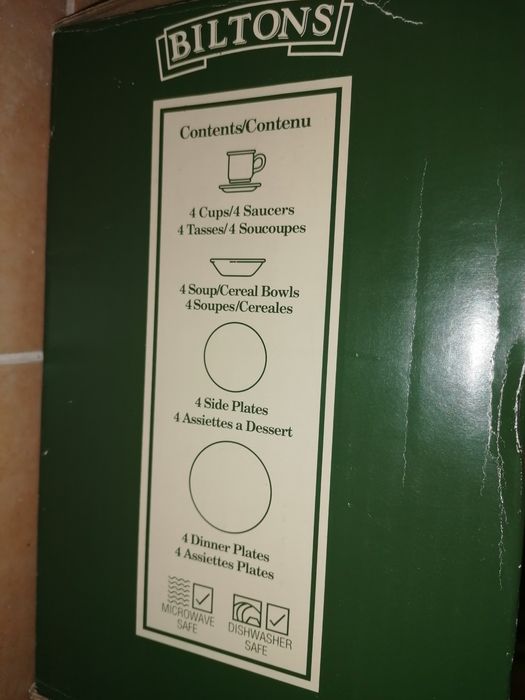 BILTONS
Contents/Contenu
4 Cups/4 Saucers
4 Tasses/4 Soucoupes
4 Soup/Cereal Bowls
4 Soupes/Cereales
4 Side Plates
4 Assiettes a Dessert
4 Dinner Plates
4 Assiettes Plates
MICROWAVE
SAFE
DISHWASHER
SAFE